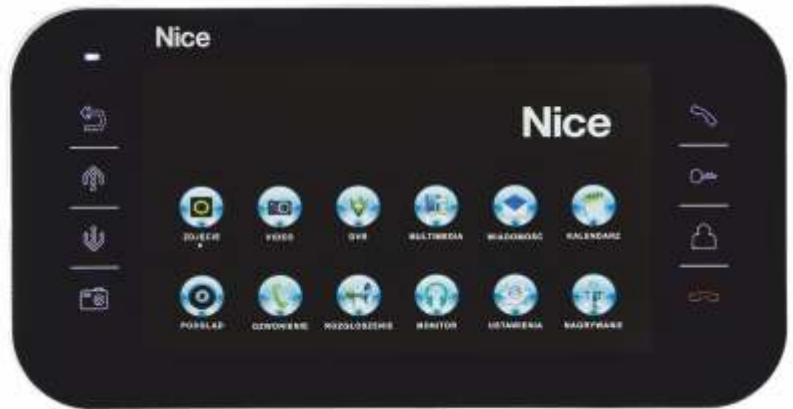 Nice
Nice
ZDJĘCIE VIDEO DVR MULTIMEDIA WIADOMOŚĆ KALENDARZ
PODGLĄD DZWONIENIE ROZGŁOSZENIE MONITOR USTAWIENIA NAGRYWANIE